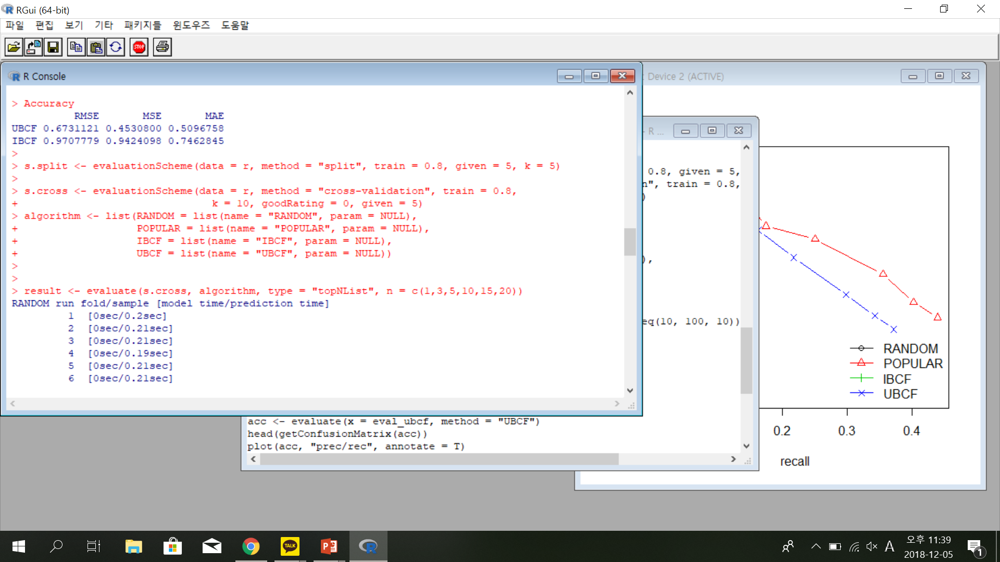 RGui (64-bit)
파일 편집 보기 기타 패키지들 윈도우즈 도움말
STOP
R Console
> Accuracy
RMSE MSE MAE
UBCF 0.6731121 0.4530800 0.5096758
IBCF 0.9707779 0.9424098 0.7462845
>
> s.split <- evaluationScheme(data = r, method = "split", train = 0.8, given = 5, k = 5)
>
> s.cross <- evaluationScheme(data = r, method = "cross-validation", train = 0.8,
+ k = 10, goodRating = 0, given = 5)
> algorithm <- list(RANDOM = list(name = "RANDOM", param = NULL),
+ POPULAR = list(name = "POPULAR", param = NULL),
+ IBCF = list(name = "IBCF", param = NULL),
+ UBCF = list(name = "UBCF", param = NULL))
>
>
> result <- evaluate(s.cross, algorithm, type = "topNList", n = c(1,3,5,10,15,20))
RANDOM run fold/sample [model time/prediction time]
1 [0sec/0.2sec]
2 [0sec/0.21sec]
3 [0sec/0.21sec]
4 [0sec/0.19sec]
5 [0sec/0.21sec]
6 [0sec/0.21sec]
- R ...
0.8, given = 5,
n", train = 0.8,
)
),
eq(10, 100, 10))
acc <- evaluate(x = eval_ubcf, method = "UBCF")
head(getConfusionMatrix(acc))
plot(acc, "prec/rec", annotate = T)
Device 2 (ACTIVE)
RANDOM
POPULAR
IBCF
UBCF
0.2 0.3 0.4
recall
TALK
A
오후 11:39
2018-12-05
1